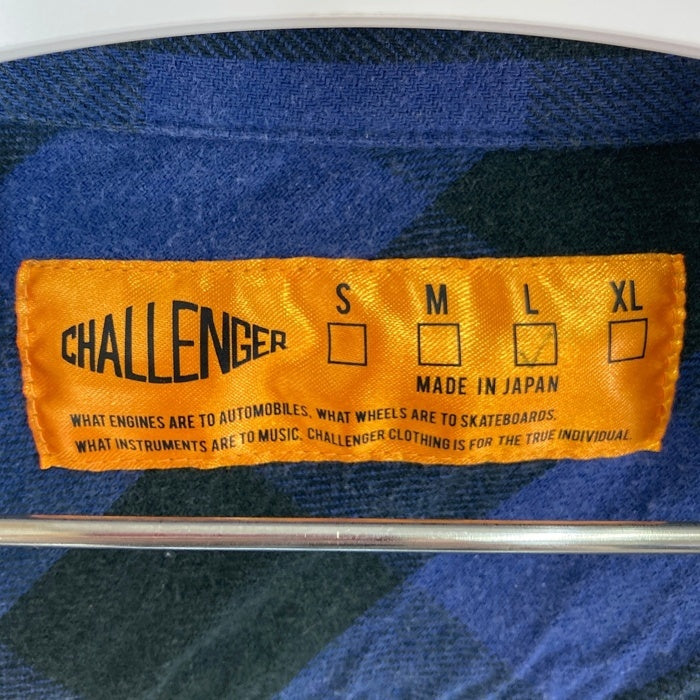 CHALLENGER
S M L XL
MADE IN JAPAN
WHAT ENGINES ARE TO AUTOMOBILES. WHAT WHEELS ARE TO SKATEBOARDS.
WHAT INSTRUMENTS ARE TO MUSIC. CHALLENGER CLOTHING IS FOR THE TRUE INDIVIDUAL.